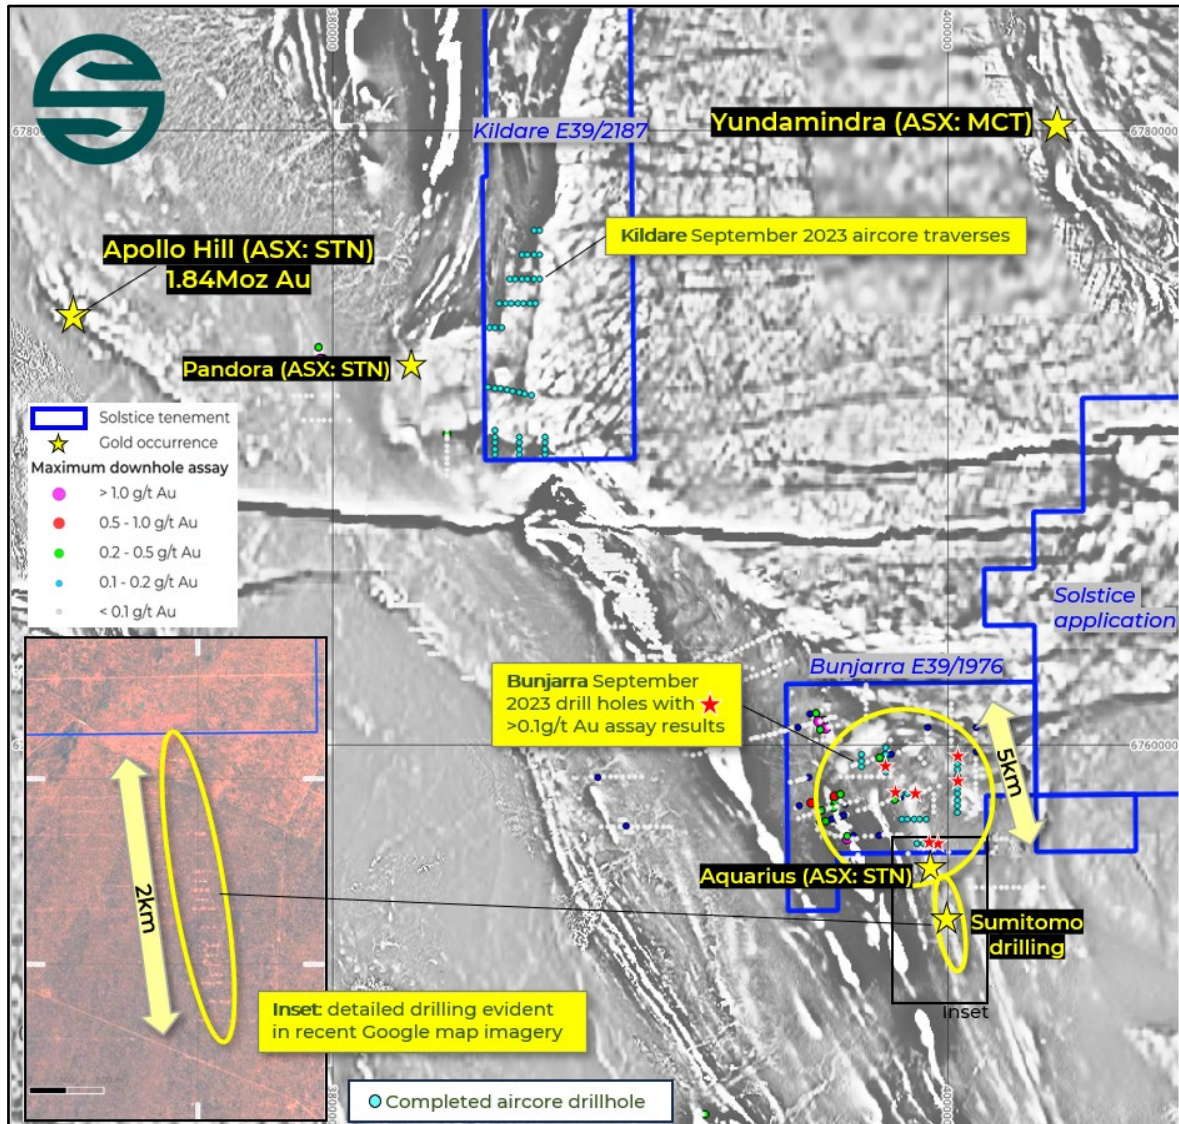 380000
400000
Kildare E39/2187
Yundamindra (ASX: MCT)
6780000
Kildare September 2023 aircore traverses
Apollo Hill (ASX: STN)
1.84Moz Au
Pandora (ASX: STN)
Solstice tenement
Gold occurrence
Maximum downhole assay
> 1.0 g/t Au
0.5 - 1.0 g/t Au
0.2 - 0.5 g/t Au
0.1 - 0.2 g/t Au
< 0.1 g/t Au
Solstice
application
Bunjarra E39/1976
Bunjarra September
2023 drill holes with
>0.1g/t Au assay results
5km
6760000
2km
Aquarius (ASX: STN)
Sumitomo
drilling
Inset: detailed drilling evident
in recent Google map imagery
Inset
Completed aircore drillhole
380000
400000